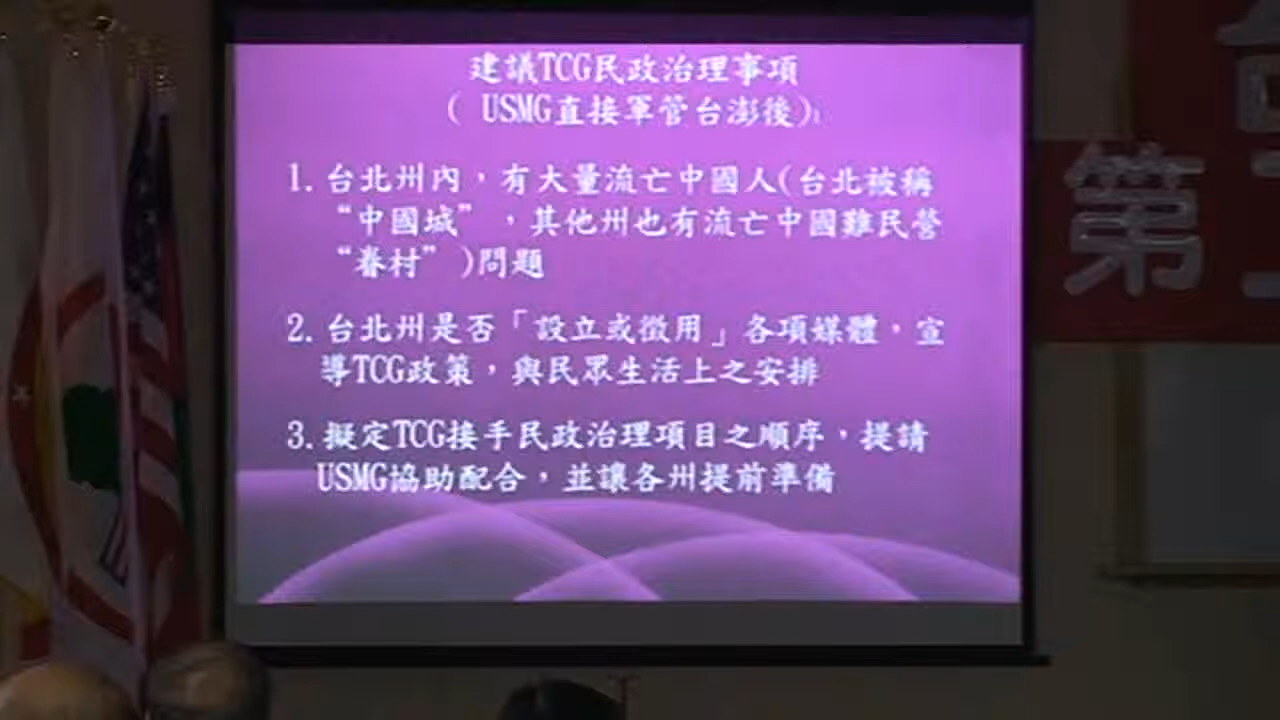 建議TCG民政治理事項
( USMG直接軍管台澎後)
1. 台北州內，有大量流亡中國人(台北被稱
“中國城”，其他州也有流亡中國難民營
“眷村”)問題
2. 台北州是否「設立或徵用」各項媒體，宣
導TCG政策，與民眾生活上之安排
3. 擬定TCG接手民政治理項目之順序，提請
USMG協助配合，並讓各州提前準備
第